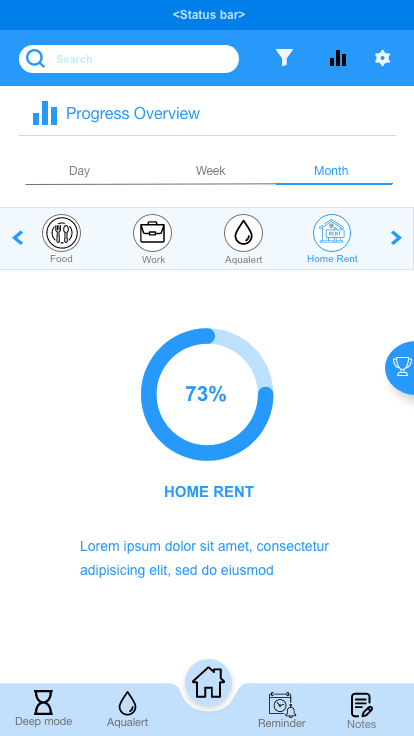 <Status bar>
Search
Progress Overview
Day Week Month
Food Work Aqualert Home Rent
RENT
73%
HOME RENT
Lorem ipsum dolor sit amet, consectetur
adipisicing elit, sed do eiusmod
Deep mode Aqualert Reminder Notes